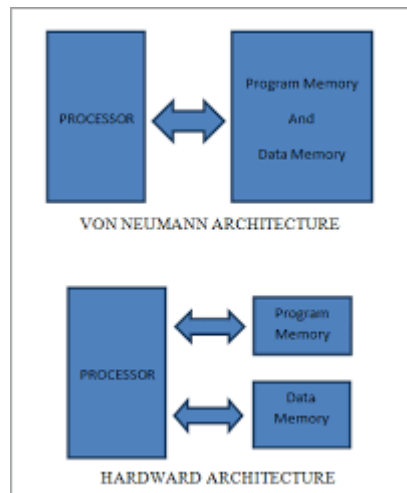 PROCESSOR
Program Memory
And
Data Memory
VON NEUMANN ARCHITECTURE
PROCESSOR
Program
Memory
Data
Memory
HARDWARD ARCHITECTURE